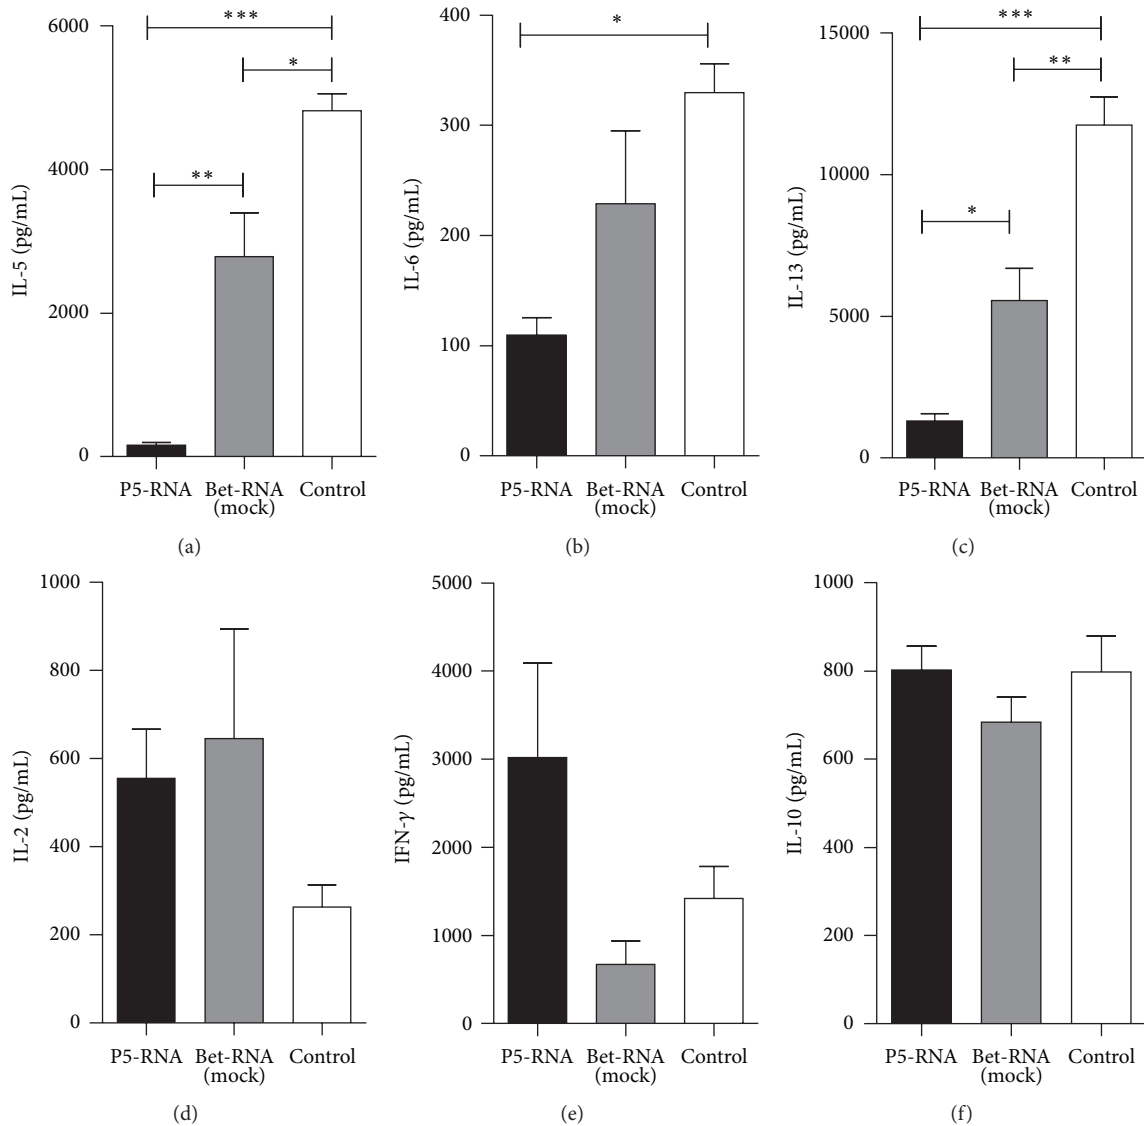 6000
4000
2000
0
IL-5 (pg/mL)
***
*
**
P5-RNA Bet-RNA Control
(mock)
(a)
400
300
200
100
0
IL-6 (pg/mL)
*
P5-RNA Bet-RNA Control
(mock)
(b)
15000
10000
5000
0
IL-13 (pg/mL)
***
**
*
P5-RNA Bet-RNA Control
(mock)
(c)
1000
800
600
400
200
0
IL-2 (pg/mL)
P5-RNA Bet-RNA Control
(mock)
(d)
5000
4000
3000
2000
1000
0
IFN-γ (pg/mL)
P5-RNA Bet-RNA Control
(mock)
(e)
1000
800
600
400
200
0
IL-10 (pg/mL)
P5-RNA Bet-RNA Control
(mock)
(f)